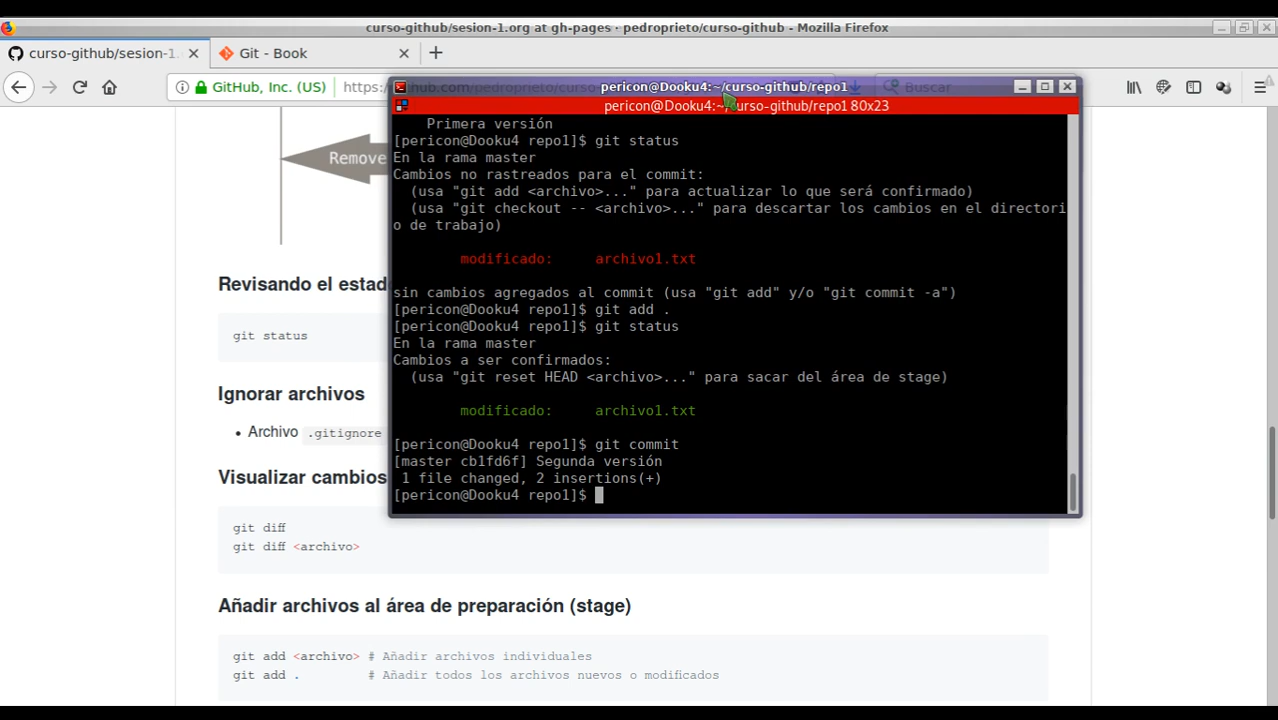 curso-github/sesion-1.org at gh-pages · pedroprieto/curso-github - Mozilla Firefox
curso-github/sesion-1.
Git - Book
GitHub, Inc. (US)
Buscar
pericon@Dooku4:~/curso-github/repo1
pericon@Dooku4:~/curso-github/repo1 80x23
Primera versión
[pericon@Dooku4 repo1]$ git status
En la rama master
Cambios no rastreados para el commit:
(usa "git add <archivo>..." para actualizar lo que será confirmado)
(usa "git checkout -- <archivo>..." para descartar los cambios en el directori
o de trabajo)
modificado: archivo1.txt
sin cambios agregados al commit (usa "git add" y/o "git commit -a")
[pericon@Dooku4 repo1]$ git add .
[pericon@Dooku4 repo1]$ git status
En la rama master
Cambios a ser confirmados:
(usa "git reset HEAD <archivo>..." para sacar del área de stage)
modificado: archivo1.txt
[pericon@Dooku4 repo1]$ git commit
[master cb1fd6f] Segunda versión
1 file changed, 2 insertions(+)
[pericon@Dooku4 repo1]$
Remove
Revisando el estad
git status
Ignorar archivos
• Archivo .gitignore
Visualizar cambios
git diff
git diff <archivo>
Añadir archivos al área de preparación (stage)
git add <archivo> # Añadir archivos individuales
git add . # Añadir todos los archivos nuevos o modificados